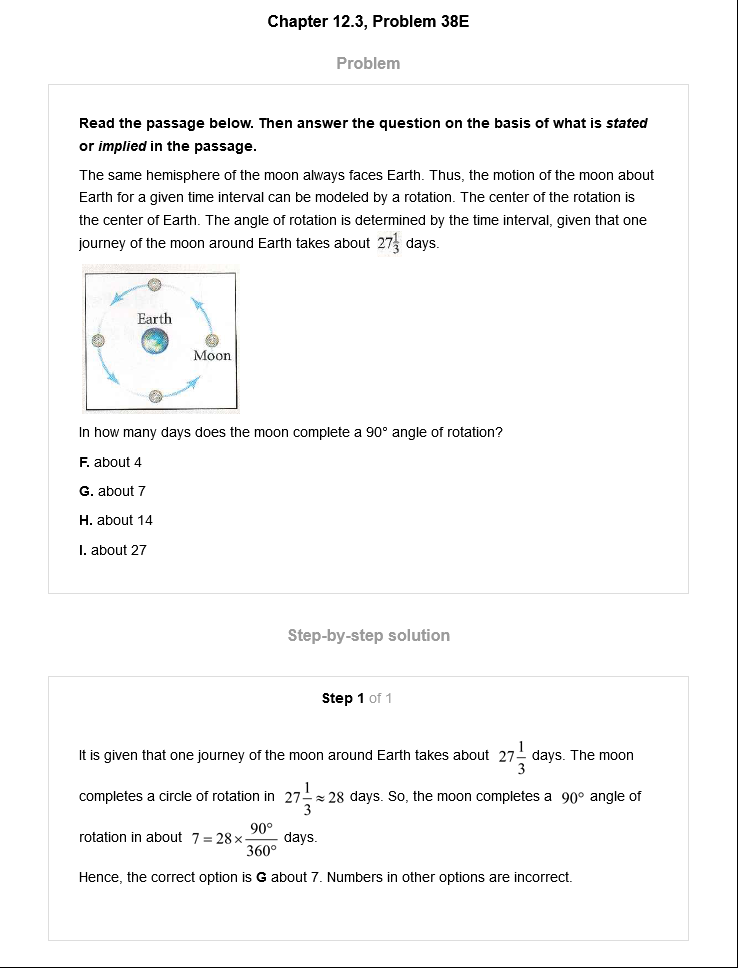 Chapter 12.3, Problem 38E
Problem
Read the passage below. Then answer the question on the basis of what is stated
or implied in the passage.
The same hemisphere of the moon always faces Earth. Thus, the motion of the moon about
Earth for a given time interval can be modeled by a rotation. The center of the rotation is
the center of Earth. The angle of rotation is determined by the time interval, given that one
journey of the moon around Earth takes about 27 1/3 days.
Earth
Moon
In how many days does the moon complete a 90° angle of rotation?
F. about 4
G. about 7
H. about 14
I. about 27
Step-by-step solution
Step 1 of 1
It is given that one journey of the moon around Earth takes about 27 1/3 days. The moon
completes a circle of rotation in 27 1/3 ≈ 28 days. So, the moon completes a 90° angle of
rotation in about 7 = 28 × 90°/360° days.
Hence, the correct option is G about 7. Numbers in other options are incorrect.